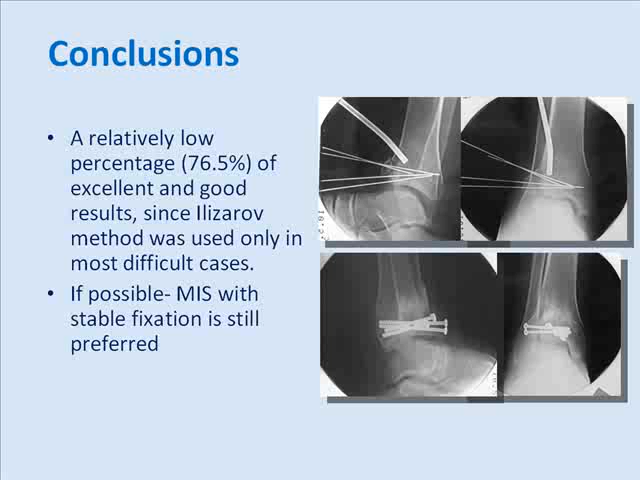 Conclusions
• A relatively low
percentage (76.5%) of
excellent and good
results, since Ilizarov
method was used only in
most difficult cases.
• If possible- MIS with
stable fixation is still
preferred